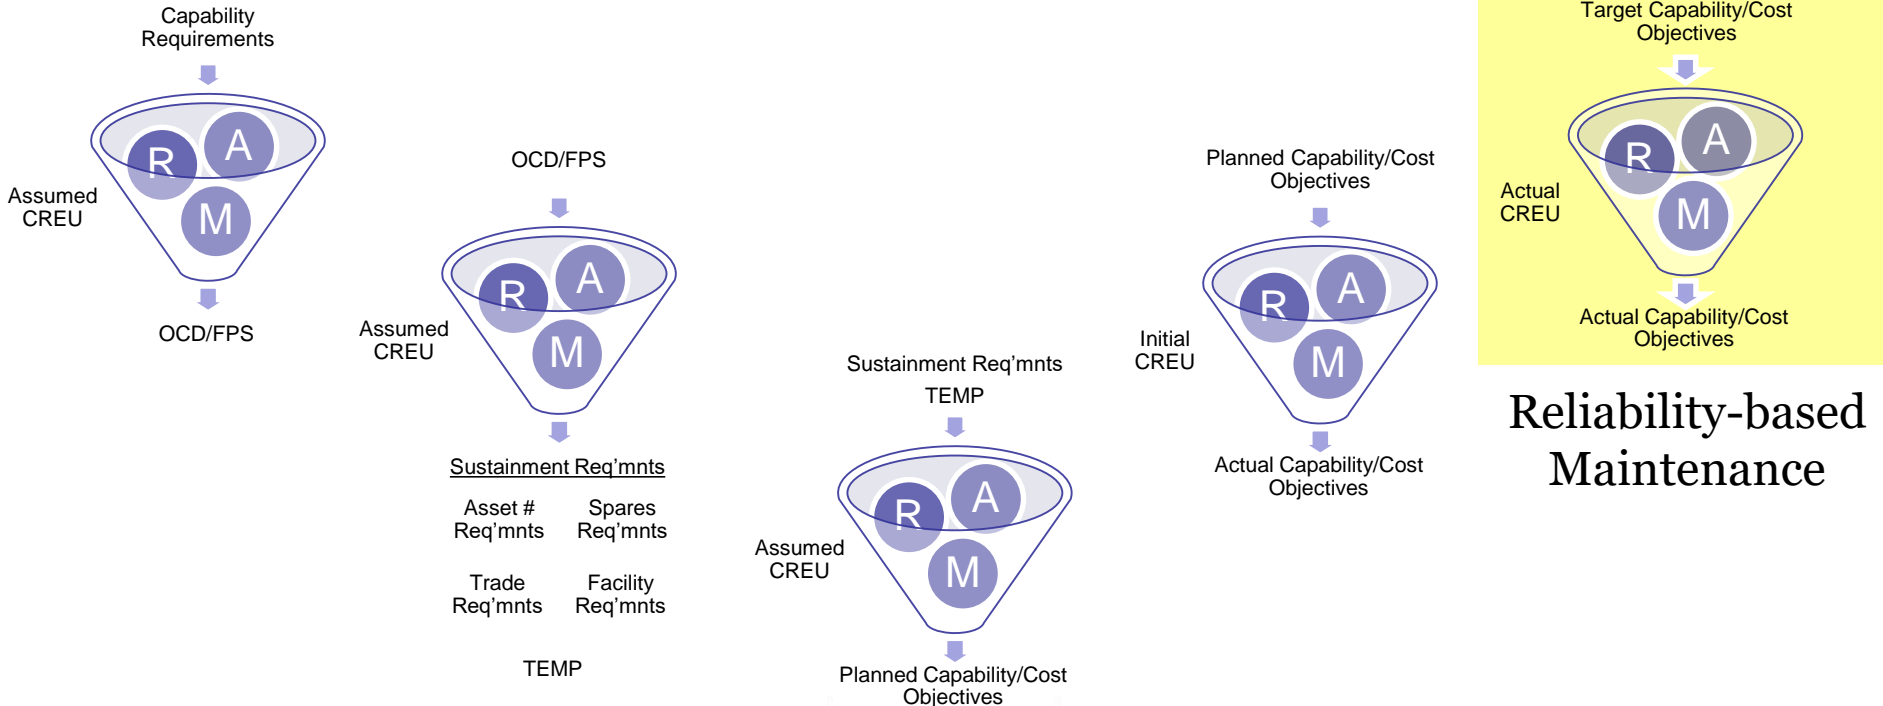 Capability
Requirements
R
A
M
Assumed
CREU
OCD/FPS
OCD/FPS
R
A
M
Assumed
CREU
Sustainment Req’mnts
Asset #
Req’mnts
Spares
Req’mnts
Trade
Req’mnts
Facility
Req’mnts
TEMP
Sustainment Req’mnts
TEMP
R
A
M
Assumed
CREU
Planned Capability/Cost
Objectives
Planned Capability/Cost
Objectives
R
A
M
Initial
CREU
Actual Capability/Cost
Objectives
Target Capability/Cost
Objectives
R
A
M
Actual
CREU
Actual Capability/Cost
Objectives
Reliability-based
Maintenance